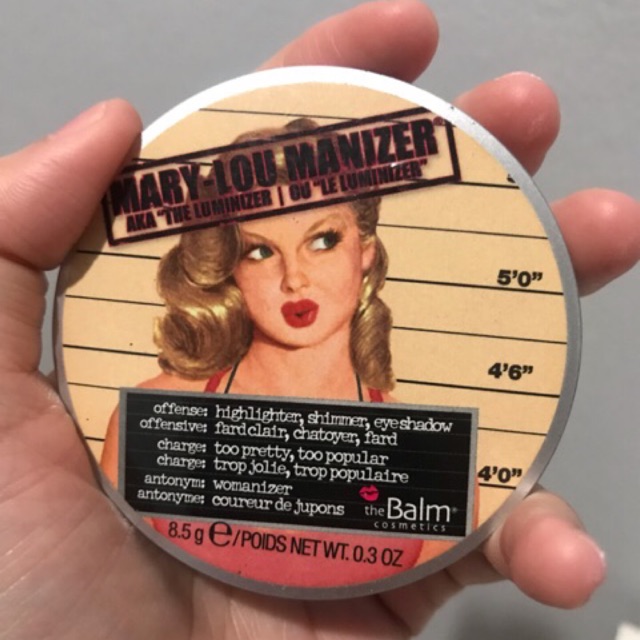 MARY-LOU MANIZER®
AKA "THE LUMINIZER | OU "LE LUMINIZER"
5'0"
4'6"
4'0"
offense: highlighter, shimmer, eyeshadow
offensive: fard clair, chatoyer, fard
charge: too pretty, too popular
charge: trop jolie, trop populaire
antonym: womanizer
antonyme: coureur de jupons
theBalm®
cosmetics
8.5 g ℮/POIDS NET WT. 0.3 OZ